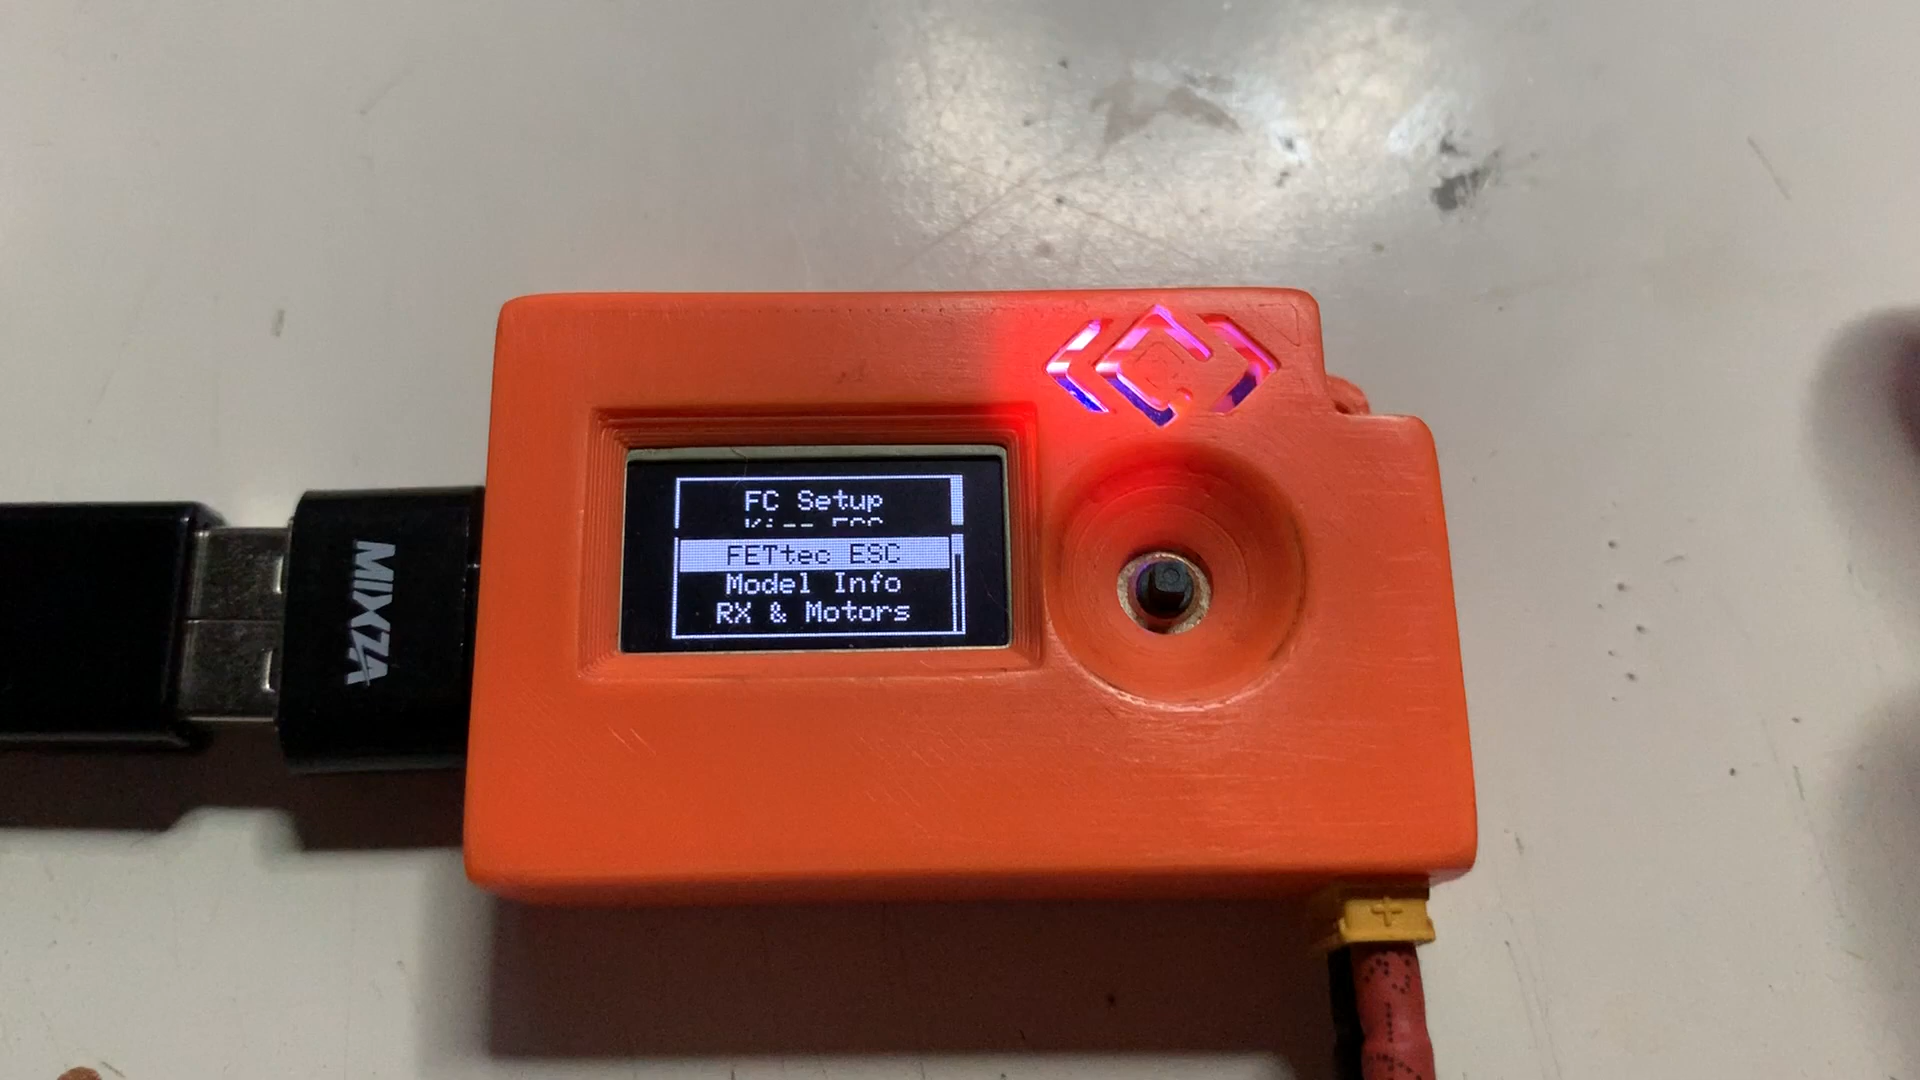 MIXZA
FC Setup
FETtec ESC
Model Info
RX & Motors
+